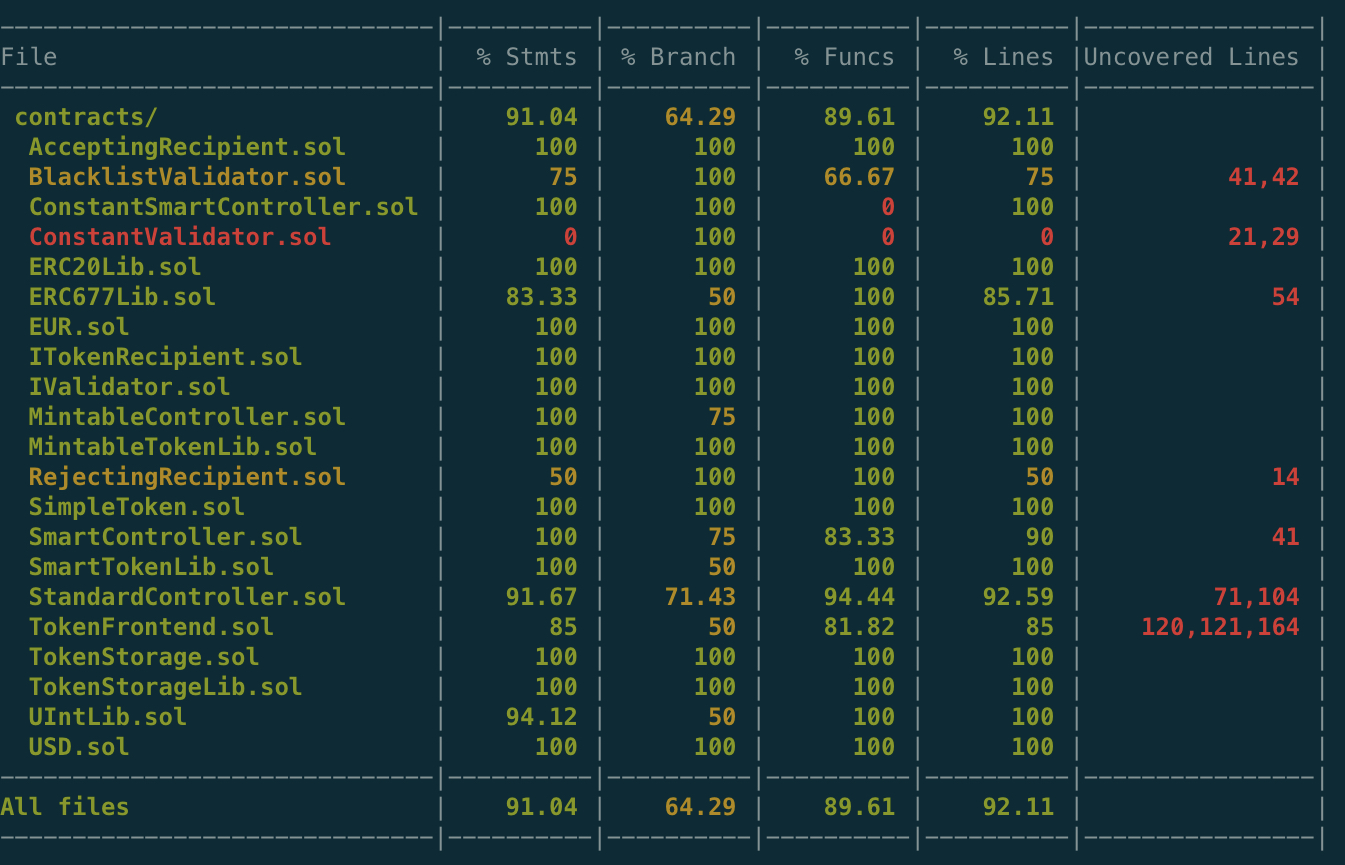 File | % Stmts | % Branch | % Funcs | % Lines |Uncovered Lines |
contracts/ | 91.04 | 64.29 | 89.61 | 92.11 | |
AcceptingRecipient.sol | 100 | 100 | 100 | 100 | |
BlacklistValidator.sol | 75 | 100 | 66.67 | 75 | 41,42 |
ConstantSmartController.sol | 100 | 100 | 0 | 100 | |
ConstantValidator.sol | 0 | 100 | 0 | 0 | 21,29 |
ERC20Lib.sol | 100 | 100 | 100 | 100 | |
ERC677Lib.sol | 83.33 | 50 | 100 | 85.71 | 54 |
EUR.sol | 100 | 100 | 100 | 100 | |
ITokenRecipient.sol | 100 | 100 | 100 | 100 | |
IValidator.sol | 100 | 100 | 100 | 100 | |
MintableController.sol | 100 | 75 | 100 | 100 | |
MintableTokenLib.sol | 100 | 100 | 100 | 100 | |
RejectingRecipient.sol | 50 | 100 | 100 | 50 | 14 |
SimpleToken.sol | 100 | 100 | 100 | 100 | |
SmartController.sol | 100 | 75 | 83.33 | 90 | 41 |
SmartTokenLib.sol | 100 | 50 | 100 | 100 | |
StandardController.sol | 91.67 | 71.43 | 94.44 | 92.59 | 71,104 |
TokenFrontend.sol | 85 | 50 | 81.82 | 85 | 120,121,164 |
TokenStorage.sol | 100 | 100 | 100 | 100 | |
TokenStorageLib.sol | 100 | 100 | 100 | 100 | |
UIntLib.sol | 94.12 | 50 | 100 | 100 | |
USD.sol | 100 | 100 | 100 | 100 | |
All files | 91.04 | 64.29 | 89.61 | 92.11 | |